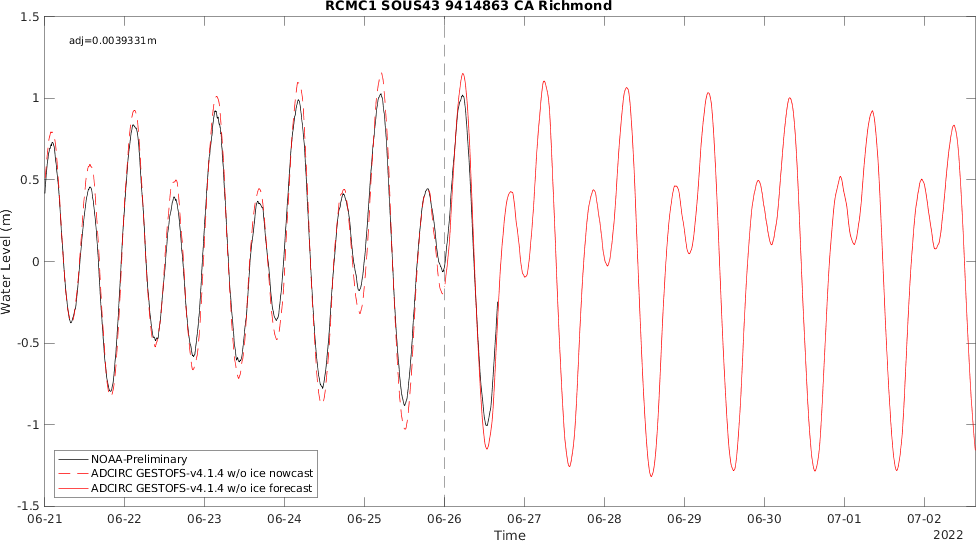 RCMC1 SOUS43 9414863 CA Richmond
1.5
adj=0.0039331m
1
0.5
0
-0.5
-1
-1.5
Water Level (m)
NOAA-Preliminary
ADCIRC GESTOFS-v4.1.4 w/o ice nowcast
ADCIRC GESTOFS-v4.1.4 w/o ice forecast
06-21 06-22 06-23 06-24 06-25 06-26 06-27 06-28 06-29 06-30 07-01 07-02
Time
2022